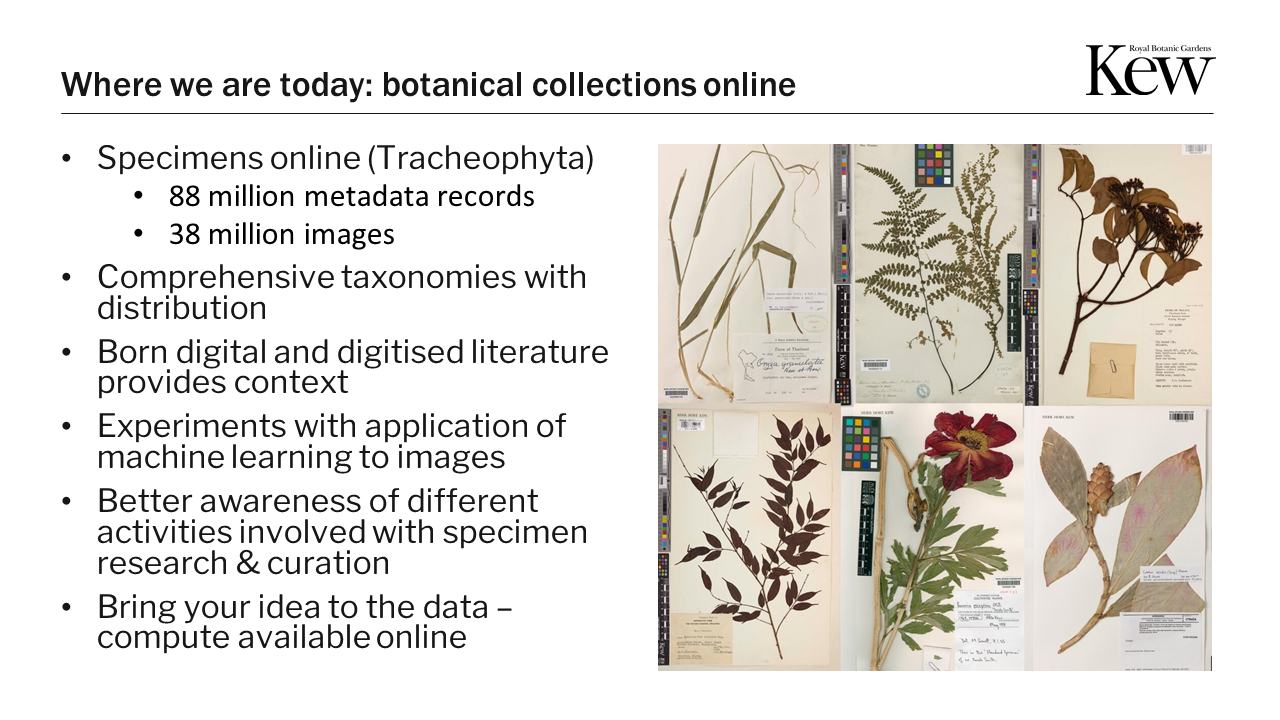 Where we are today: botanical collections online
Royal Botanic Gardens
Kew
• Specimens online (Tracheophyta)
• 88 million metadata records
• 38 million images
• Comprehensive taxonomies with
distribution
• Born digital and digitised literature
provides context
• Experiments with application of
machine learning to images
• Better awareness of different
activities involved with specimen
research & curation
• Bring your idea to the data –
compute available online
Flora of Thailand
HERB. HORT. KEW.
HERB. HORT. KEW.
HERB. HORT. KEW.